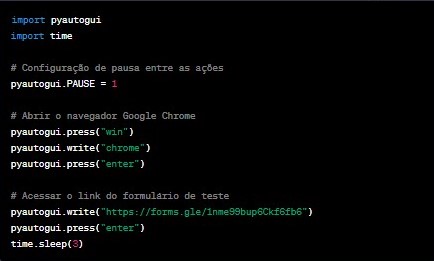 import pyautogui
import time
# Configuração de pausa entre as ações
pyautogui.PAUSE = 1
# Abrir o navegador Google Chrome
pyautogui.press("win")
pyautogui.write("chrome")
pyautogui.press("enter")
# Acessar o link do formulário de teste
pyautogui.write("https://forms.gle/1nme99bup6Ckf6fb6")
pyautogui.press("enter")
time.sleep(3)